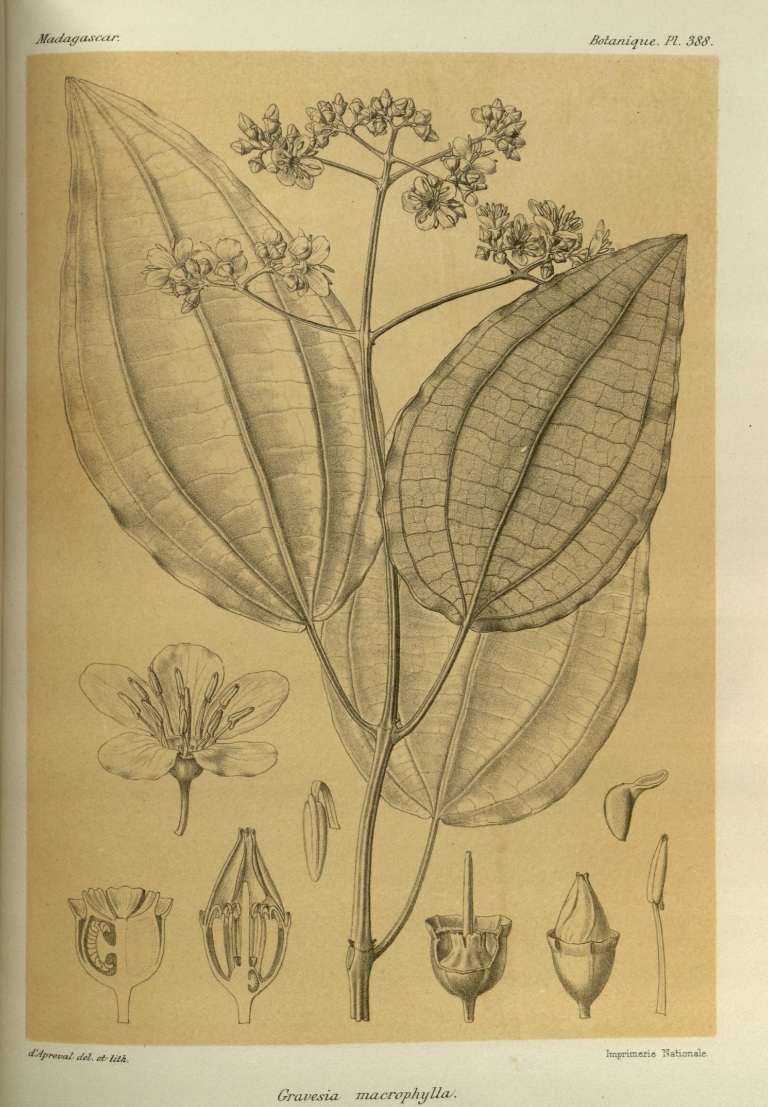 Madagascar.
Botanique. Pl. 388.
d'Apreval del. et lith.
Imprimerie Nationale.
Gravesia macrophylla.